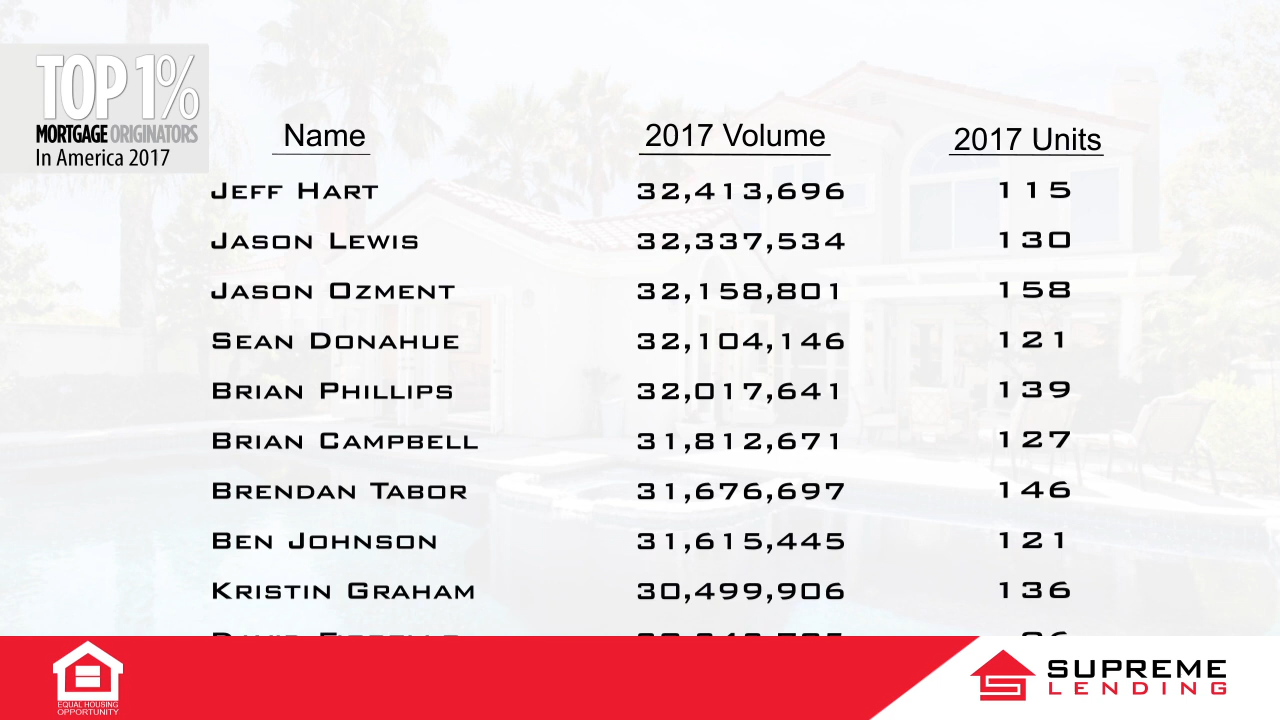 TOP 1%
MORTGAGE ORIGINATORS
In America 2017
Name 2017 Volume 2017 Units
JEFF HART 32,413,696 115
JASON LEWIS 32,337,534 130
JASON OZMENT 32,158,801 158
SEAN DONAHUE 32,104,146 121
BRIAN PHILLIPS 32,017,641 139
BRIAN CAMPBELL 31,812,671 127
BRENDAN TABOR 31,676,697 146
BEN JOHNSON 31,615,445 121
KRISTIN GRAHAM 30,499,906 136
EQUAL HOUSING
OPPORTUNITY
SUPREME
LENDING